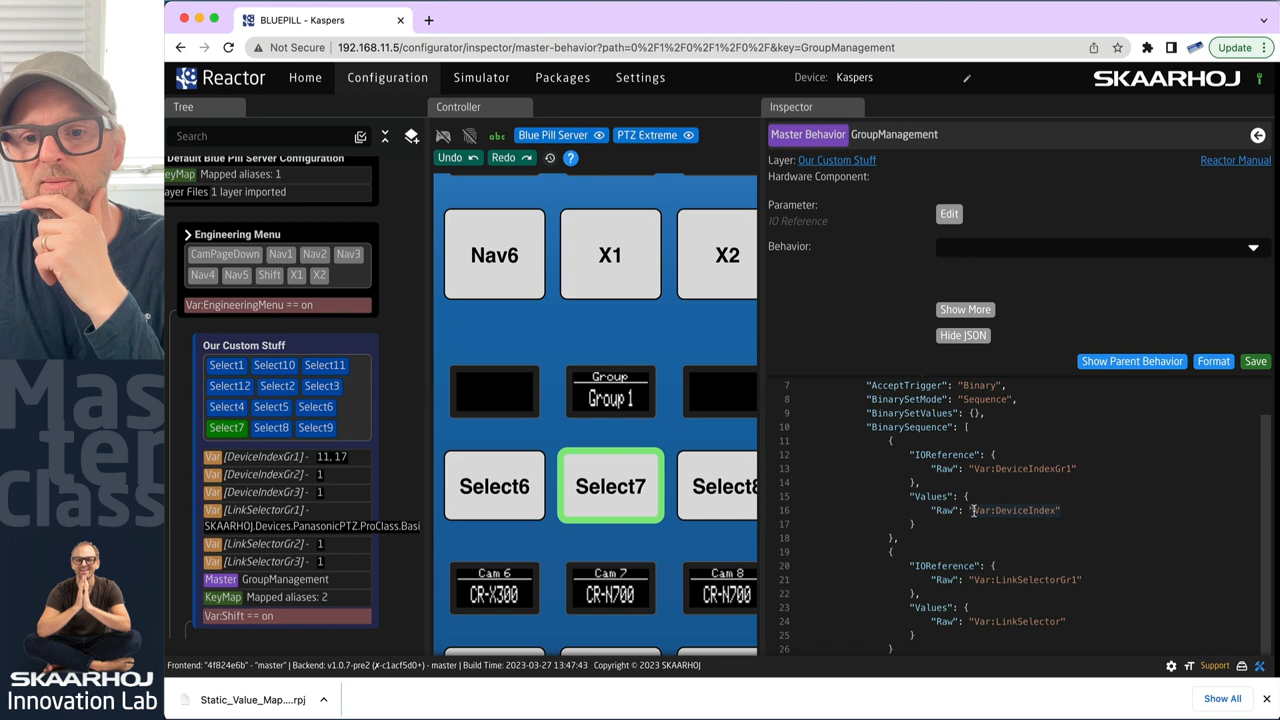 BLUEPILL - Kaspers
Not Secure
192.168.11.5/configurator/inspector/master-behavior?path=0%2F1%2F0%2F1%2F0%2F&key=GroupManagement
Update
Reactor
Home
Configuration
Simulator
Packages
Settings
Device:
Kaspers
SKAARHOJ
Tree
Controller
Inspector
Search
abc
Blue Pill Server
PTZ Extreme
Undo
Redo
?
Default Blue Pill Server Configuration
eyMap Mapped aliases: 1
ayer Files 1 layer imported
Engineering Menu
CamPageDown Nav1 Nav2 Nav3
Nav4 Nav5 Shift X1 X2
Var:EngineeringMenu == on
Our Custom Stuff
Select1 Select10 Select11
Select12 Select2 Select3
Select4 Select5 Select6
Select7 Select8 Select9
Var [DeviceIndexGr1] - 11, 17
Var [DeviceIndexGr2] - 1
Var [DeviceIndexGr3] - 1
Var [LinkSelectorGr1] -
SKAARHOJ.Devices.PanasonicPTZ.ProClass.Basi
Var [LinkSelectorGr2] - 1
Var [LinkSelectorGr3] - 1
Master GroupManagement
KeyMap Mapped aliases: 2
Var:Shift == on
Nav6
X1
X2
Group
Group 1
Select6
Select7
Select8
Cam 6
CR-X300
Cam 7
CR-N700
Cam 8
CR-N700
Master Behavior GroupManagement
Layer: Our Custom Stuff
Reactor Manual
Hardware Component:
Parameter:
IO Reference
Edit
Behavior:
Show More
Hide JSON
Show Parent Behavior
Format
Save
7 "AcceptTrigger": "Binary",
8 "BinarySetMode": "Sequence",
9 "BinarySetValues": {},
10 "BinarySequence": [
11 {
12 "IOReference": {
13 "Raw": "Var:DeviceIndexGr1"
14 },
15 "Values": {
16 "Raw": "Var:DeviceIndex"
17 }
18 },
19 {
20 "IOReference": {
21 "Raw": "Var:LinkSelectorGr1"
22 },
23 "Values": {
24 "Raw": "Var:LinkSelector"
25 }
26 }
Frontend: "4f824e6b" - "master" | Backend: v1.0.7-pre2 (✗-c1acf5d0+) - master | Build Time: 2023-03-27 13:47:43 Copyright © 2023 SKAARHOJ
Support
Static_Value_Map....rpj
Show All
Master
Class
SKAARHOJ
Innovation Lab